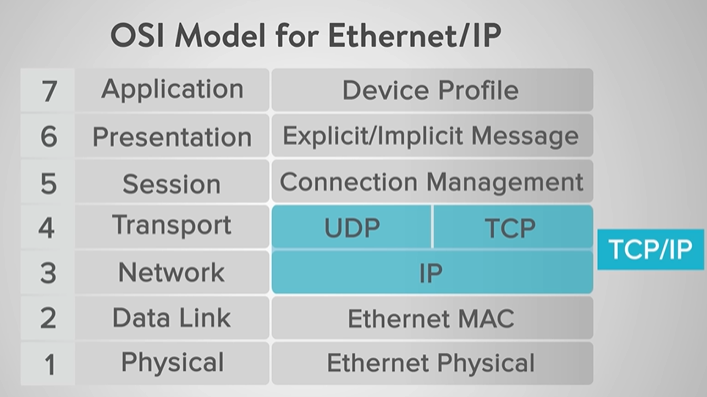 OSI Model for Ethernet/IP
7 Application Device Profile
6 Presentation Explicit/Implicit Message
5 Session Connection Management
4 Transport UDP TCP
TCP/IP
3 Network IP
2 Data Link Ethernet MAC
1 Physical Ethernet Physical